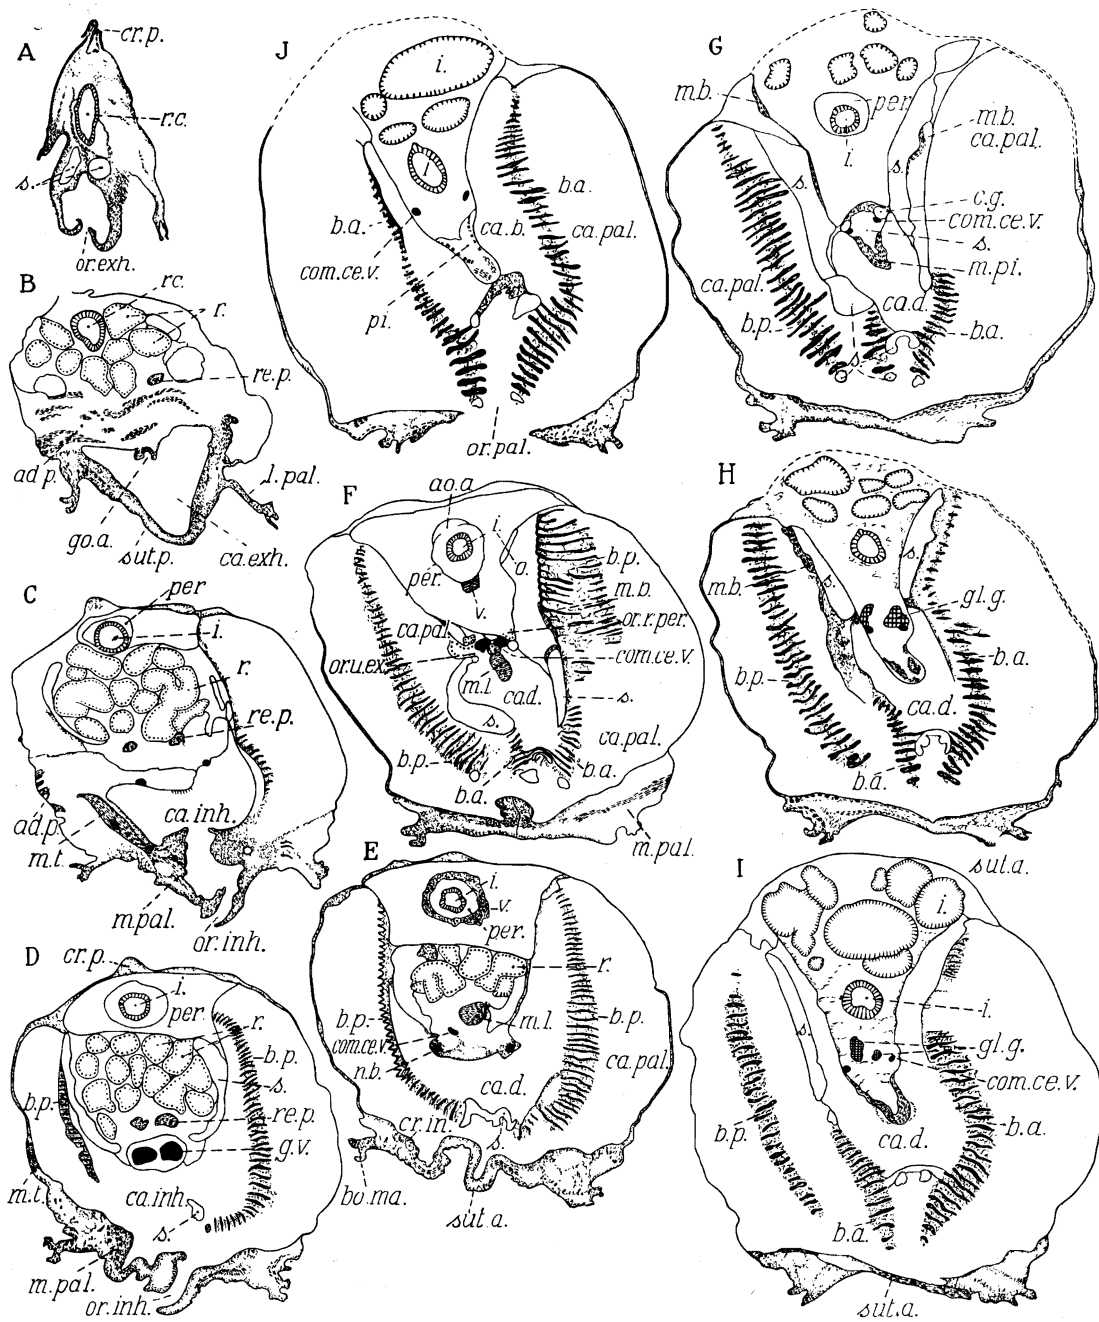 A
cr.p.
r.c.
s.
or.exh.
B
rc.
r.
re.p.
ad.p.
l.pal.
go.a.
sut.p.
ca.exh.
C
per
i.
r.
re.p.
ca.inh.
ad.p.
m.t.
m.pal.
or.inh.
D
cr.p.
i.
per.
r.
b.p.
s.
b.p.
re.p.
g.v.
m.t.
ca.inh.
s.
m.pal.
or.inh.
J
i.
I
b.a.
b.a.
ca.b.
ca.pal.
com.ce.v.
pi.
or.pal.
F
ao.a
i.
o.
b.p.
per.
m.b.
v.
or.r.per.
ca.pal.
com.ce.v.
or.u.ex.
m.l.
ca.d.
s.
s.
ca.pal.
b.p.
b.a.
b.a.
m.pal.
E
i.
v.
per.
r.
b.p.
m.l.
b.p.
com.ce.v.
n.b.
ca.pal.
ca.d.
cr.in.
s.
bo.ma.
sut.a.
G
m.b.
per
m.b.
ca.pal.
i.
s.
s.
c.g.
com.ce.v.
s.
m.pi.
ca.pal.
ca.d.
b.p.
b.a.
s.
H
m.b.
s.
s.
gl.g.
b.a.
b.p.
ca.d.
b.a.
sut.a.
I
i.
s.
i.
gl.g.
com.ce.v.
b.p.
ca.d.
b.a.
b.a.
sut.a.